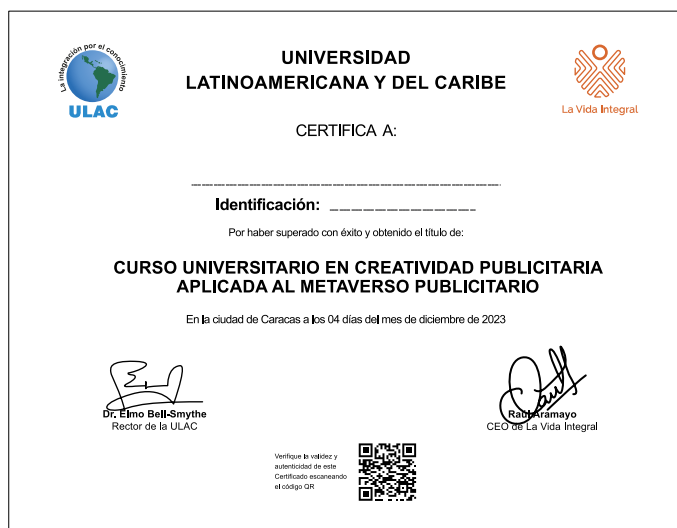 La integración por el conocimiento
ULAC
UNIVERSIDAD
LATINOAMERICANA Y DEL CARIBE
La Vida Integral
CERTIFICA A:
Identificación:
Por haber superado con éxito y obtenido el título de:
CURSO UNIVERSITARIO EN CREATIVIDAD PUBLICITARIA
APLICADA AL METAVERSO PUBLICITARIO
En la ciudad de Caracas a los 04 días del mes de diciembre de 2023
Dr. Elmo Bell-Smythe
Rector de la ULAC
Raúl Aramayo
CEO de La Vida Integral
Verifique la validez y
autenticidad de este
Certificado escaneando
el código QR